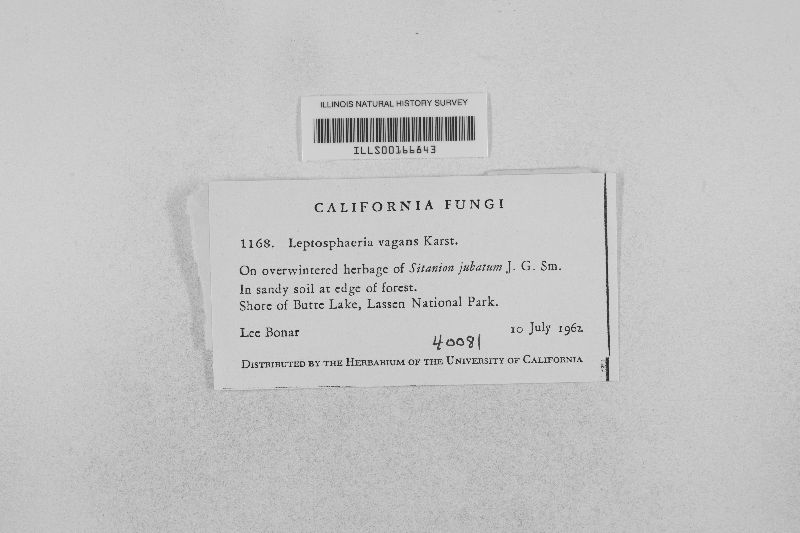 ILLINOIS NATURAL HISTORY SURVEY
ILLS00166643
CALIFORNIA FUNGI
1168. Leptosphaeria vagans Karst.
On overwintered herbage of Sitanion jubatum J. G. Sm.
In sandy soil at edge of forest.
Shore of Butte Lake, Lassen National Park.
Lee Bonar 10 July 1962
40081
DISTRIBUTED BY THE HERBARIUM OF THE UNIVERSITY OF CALIFORNIA